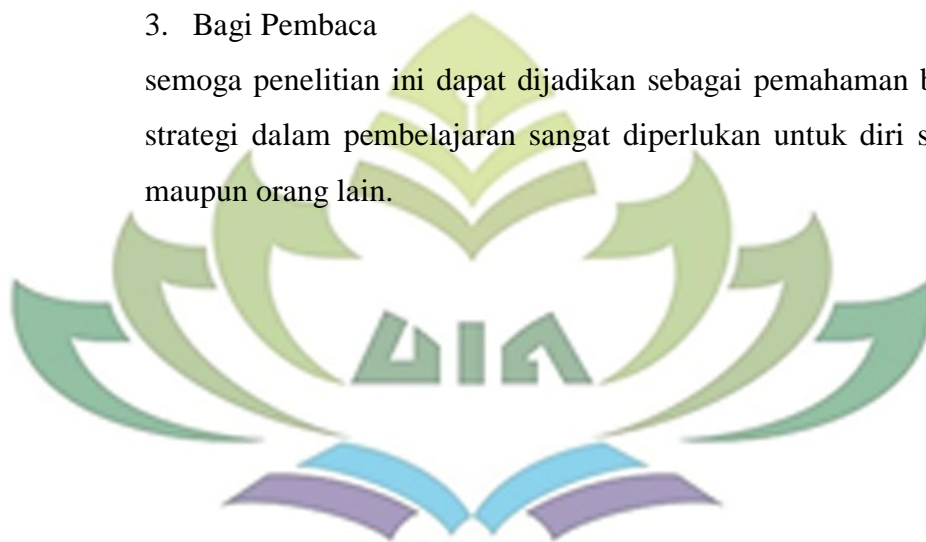 3. Bagi Pembaca
semoga penelitian ini dapat dijadikan sebagai pemahaman
strategi dalam pembelajaran sangat diperlukan untuk diri
maupun orang lain.
UIN